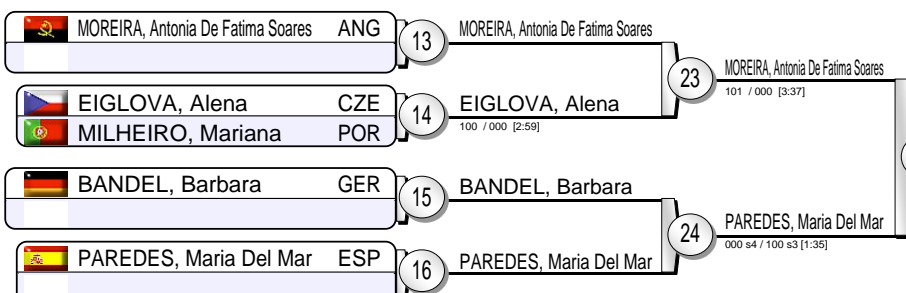 MOREIRA, Antonia De Fatima Soares ANG
13
MOREIRA, Antonia De Fatima Soares
EIGLOVA, Alena CZE
MILHEIRO, Mariana POR
14
EIGLOVA, Alena
100 / 000 [2:59]
23
MOREIRA, Antonia De Fatima Soares
101 / 000 [3:37]
BANDEL, Barbara GER
15
BANDEL, Barbara
PAREDES, Maria Del Mar ESP
16
PAREDES, Maria Del Mar
24
PAREDES, Maria Del Mar
000 s4 / 100 s3 [1:35]